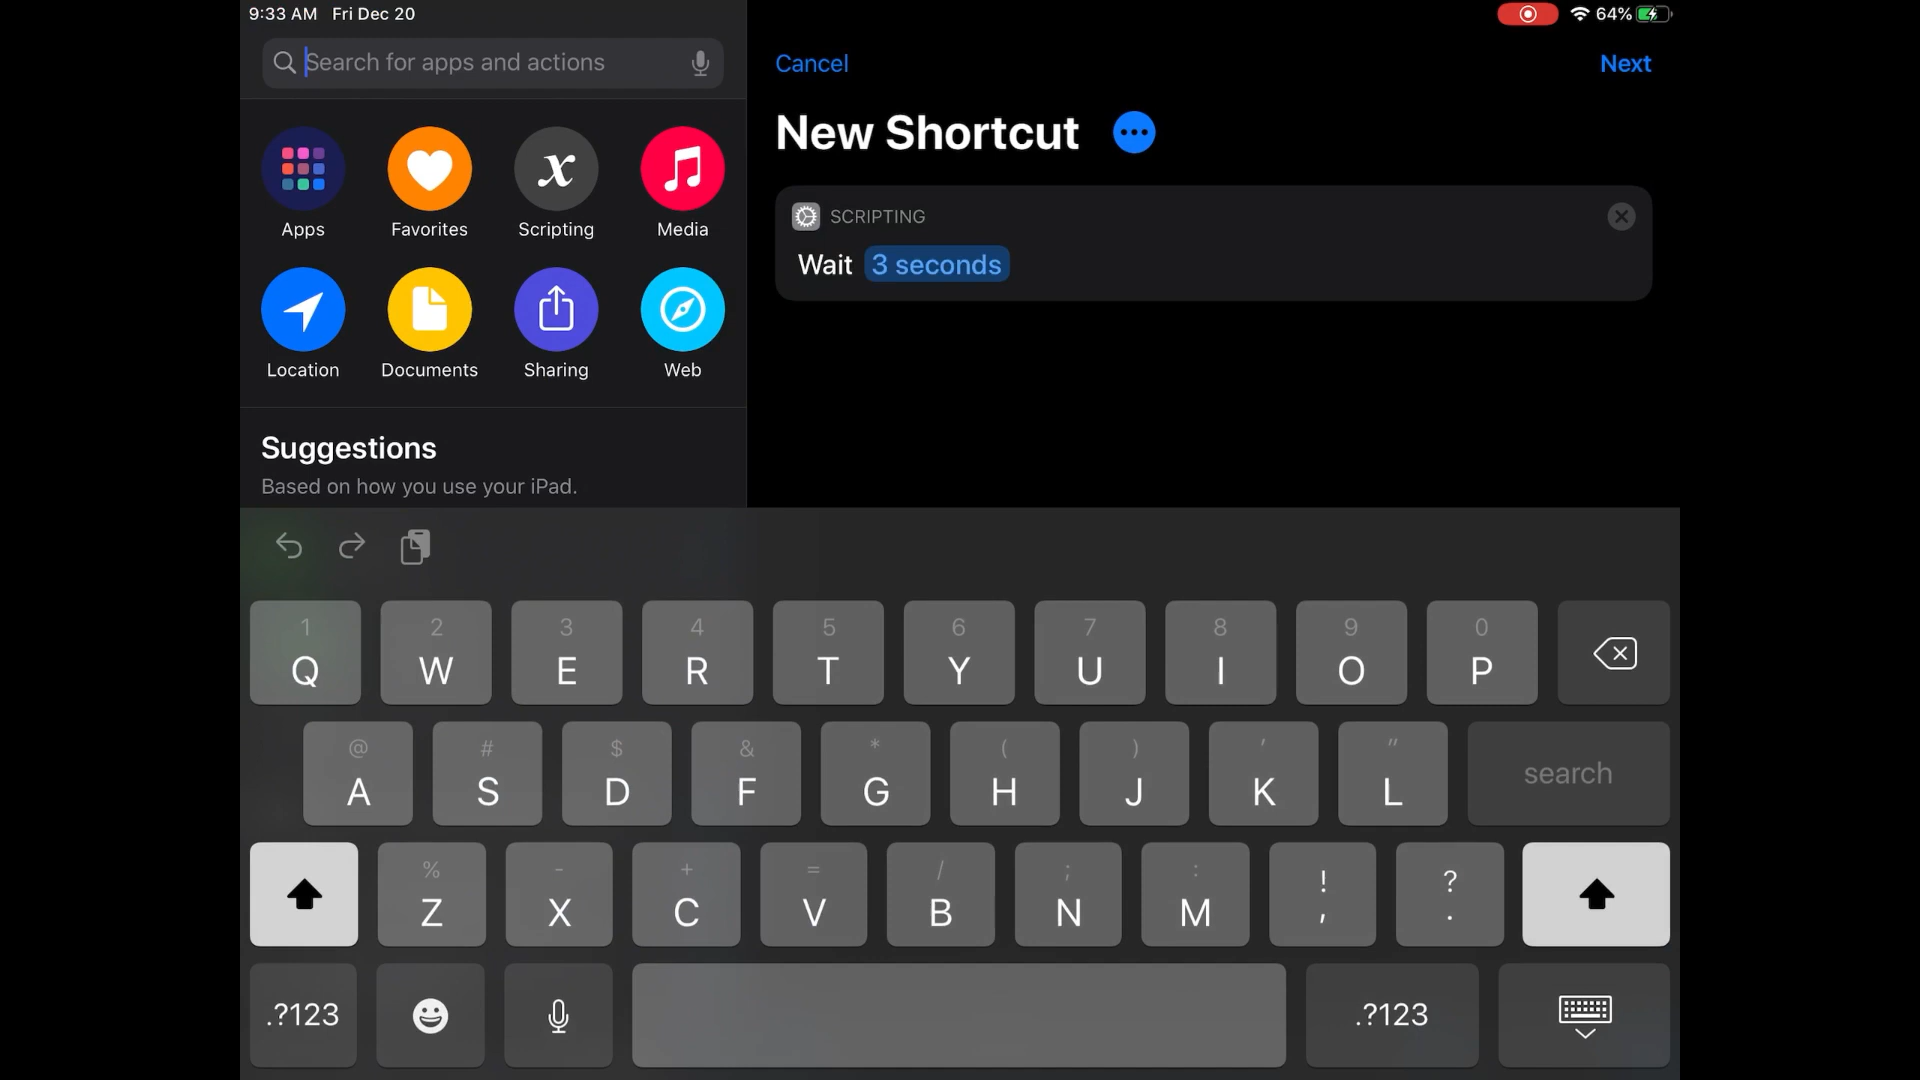 9:33 AM Fri Dec 20
64%
Search for apps and actions
Cancel
Next
New Shortcut
Apps
Favorites
Scripting
Media
SCRIPTING
Wait 3 seconds
Location
Documents
Sharing
Web
Suggestions
Based on how you use your iPad.
1 2 3 4 5 6 7 8 9 0
Q W E R T Y U I O P
@ # $ & * ( ) ' "
A S D F G H J K L search
% - + = / ; : ! ?
Z X C V B N M , .
.?123 .?123